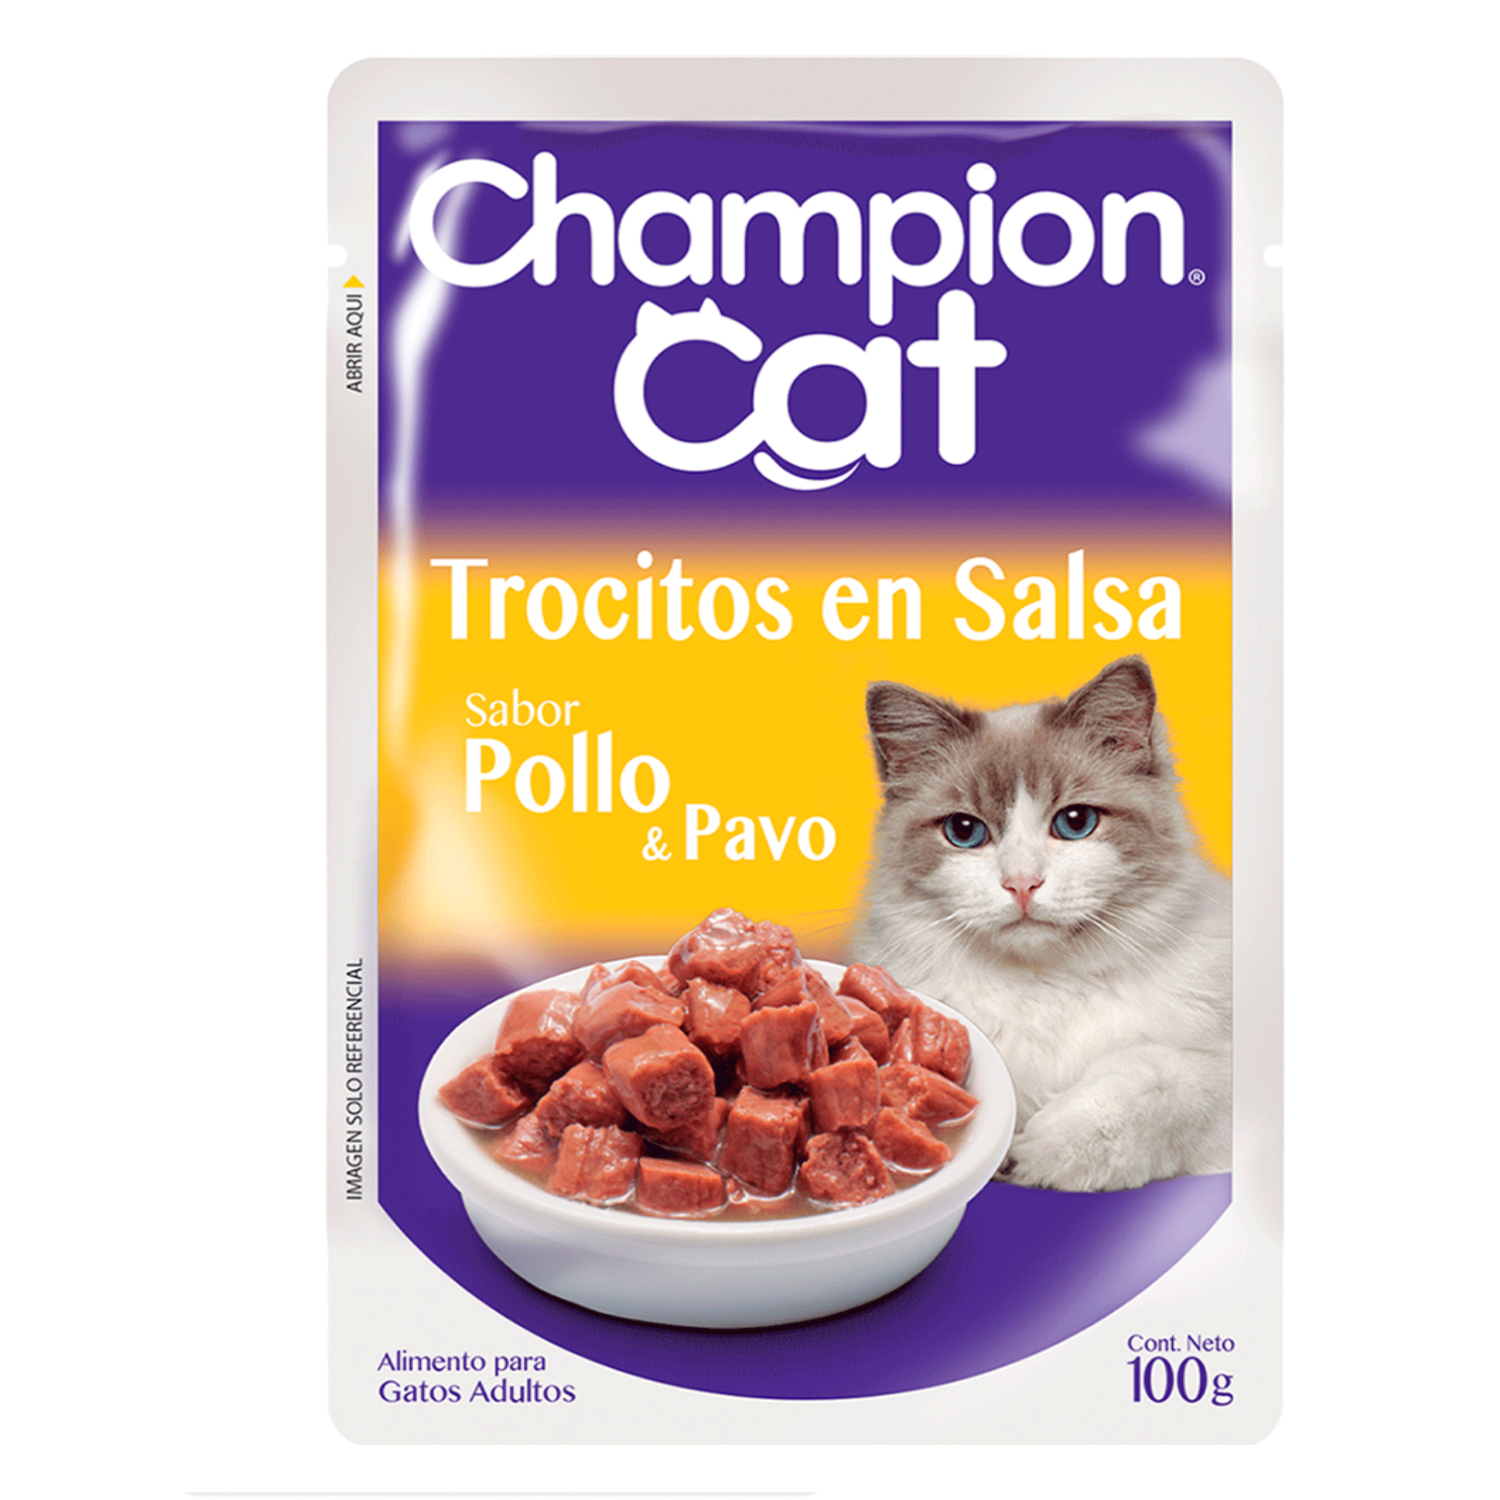 Champion®
Cat
ABRIR AQUI
Trocitos en Salsa
Sabor
Pollo
& Pavo
IMAGEN SOLO REFERENCIAL
Alimento para
Gatos Adultos
Cont. Neto
100g